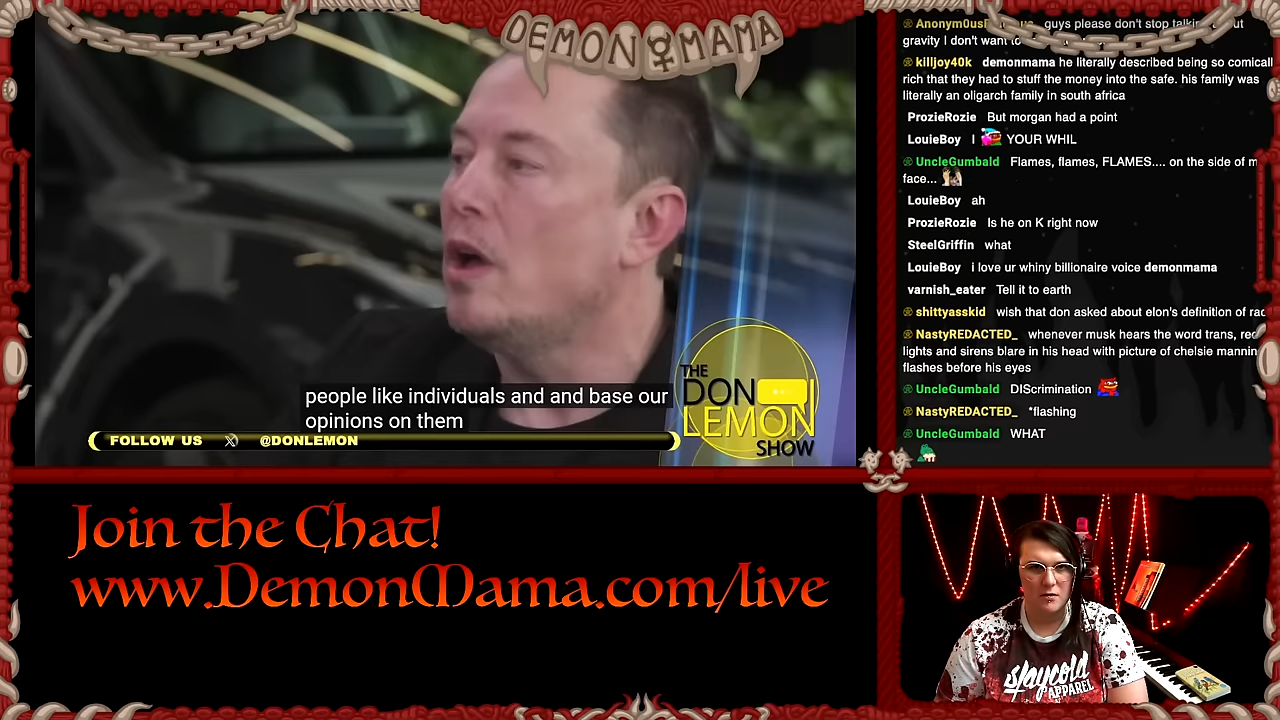 DEMON MAMA
people like individuals and and base our
opinions on them
FOLLOW US X @DONLEMON
THE
DON
LEMON
SHOW
guys please don't stop
gravity I don't want to
killjoy40k demonmama he literally described being so comicall
rich that they had to stuff the money into the safe. his family was
literally an oligarch family in south africa
ProzieRozie But morgan had a point
LouieBoy I YOUR WHIL
UncleGumbald Flames, flames, FLAMES.... on the side of m
face...
LouieBoy ah
ProzieRozie Is he on K right now
SteelGriffin what
LouieBoy i love ur whiny billionaire voice demonmama
varnish_eater Tell it to earth
shittyasskid wish that don asked about elon's definition of rac
NastyREDACTED_ whenever musk hears the word trans, rec
lights and sirens blare in his head with picture of chelsie mannin
flashes before his eyes
UncleGumbald DIScrimination
NastyREDACTED_ *flashing
UncleGumbald WHAT
Join the Chat!
www.DemonMama.com/live
slaycold
APPAREL